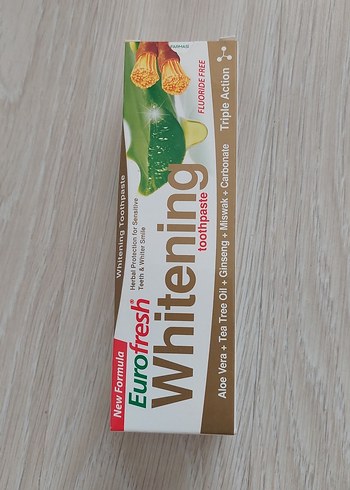 New Formula
Eurofresh®
Whitening
toothpaste
Herbal Protection for Sensitive
Teeth & Whiter Smile
FLUORIDE FREE
Aloe Vera + Tea Tree Oil + Ginseng + Miswak + Carbonate
Triple Action
Whitening Toothpaste